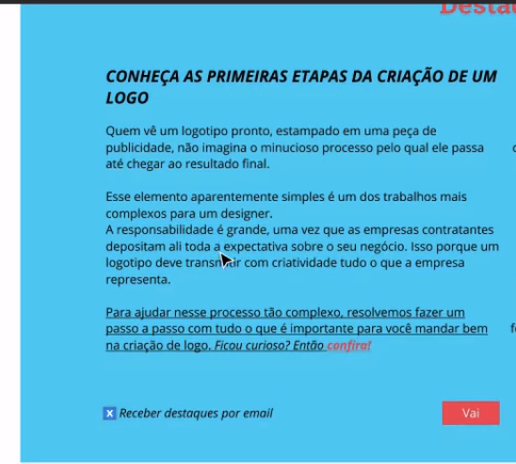 CONHEÇA AS PRIMEIRAS ETAPAS DA CRIAÇÃO DE UM
LOGO
Quem vê um logotipo pronto, estampado em uma peça de
publicidade, não imagina o minucioso processo pelo qual ele passa
até chegar ao resultado final.
Esse elemento aparentemente simples é um dos trabalhos mais
complexos para um designer.
A responsabilidade é grande, uma vez que as empresas contratantes
depositam ali toda a expectativa sobre o seu negócio. Isso porque um
logotipo deve transmitir com criatividade tudo o que a empresa
representa.
Para ajudar nesse processo tão complexo, resolvemos fazer um
passo a passo com tudo o que é importante para você mandar bem
na criação de logo. Ficou curioso? Então confira!
Receber destaques por email
Vai